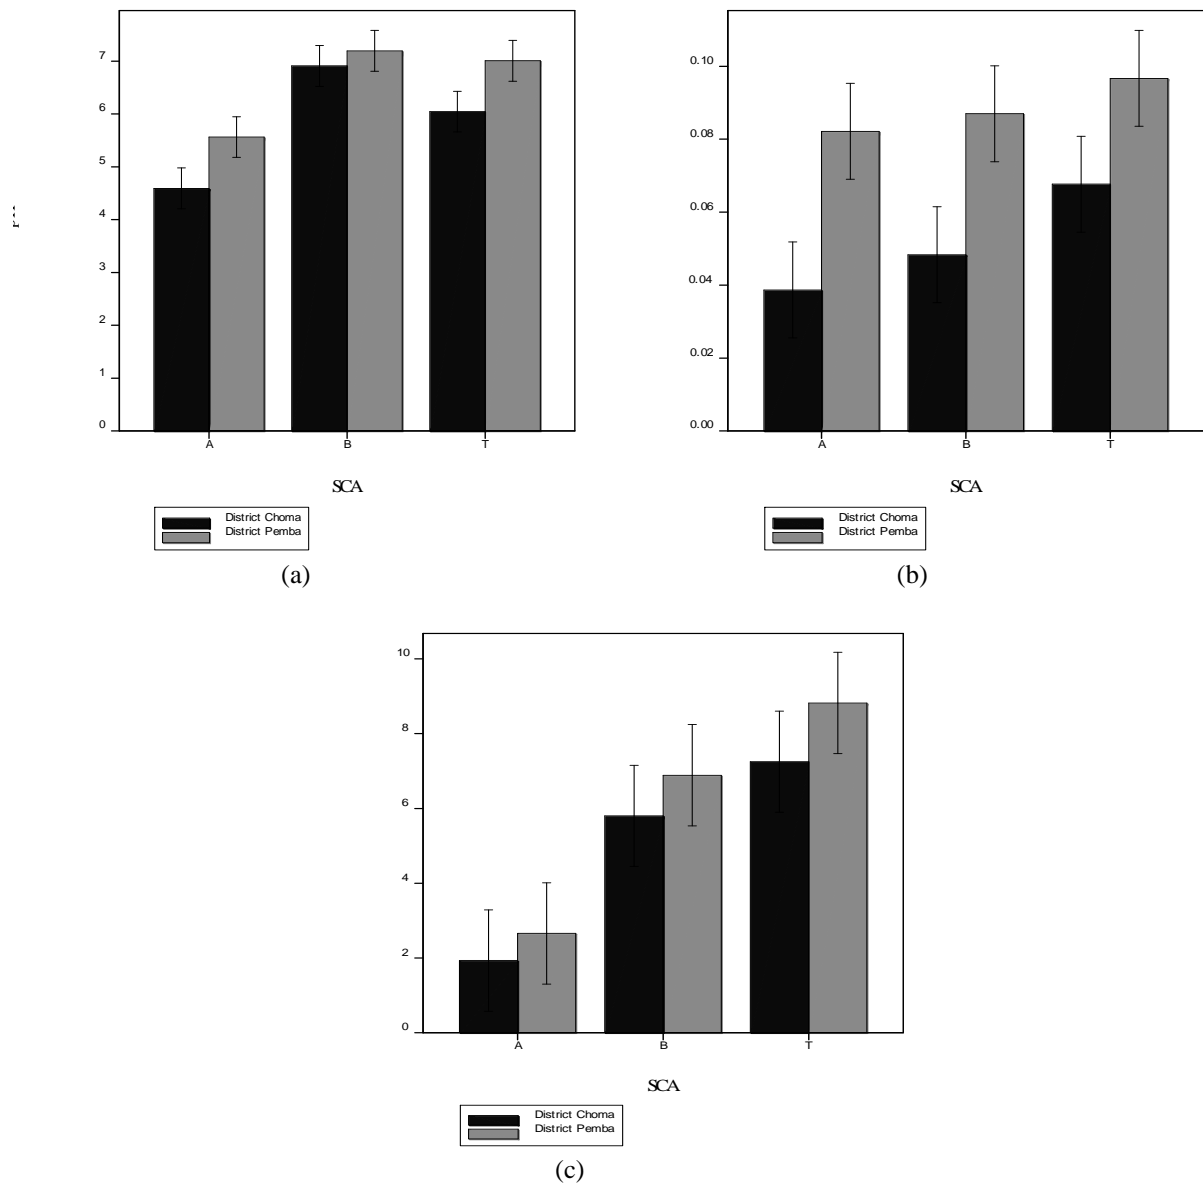 7
6
5
4
3
2
1
0
A B T
SCA
District Choma
District Pemba
(a)
0.10
0.08
0.06
0.04
0.02
0.00
A B T
SCA
District Choma
District Pemba
(b)
10
8
6
4
2
0
A B T
SCA
District Choma
District Pemba
(c)